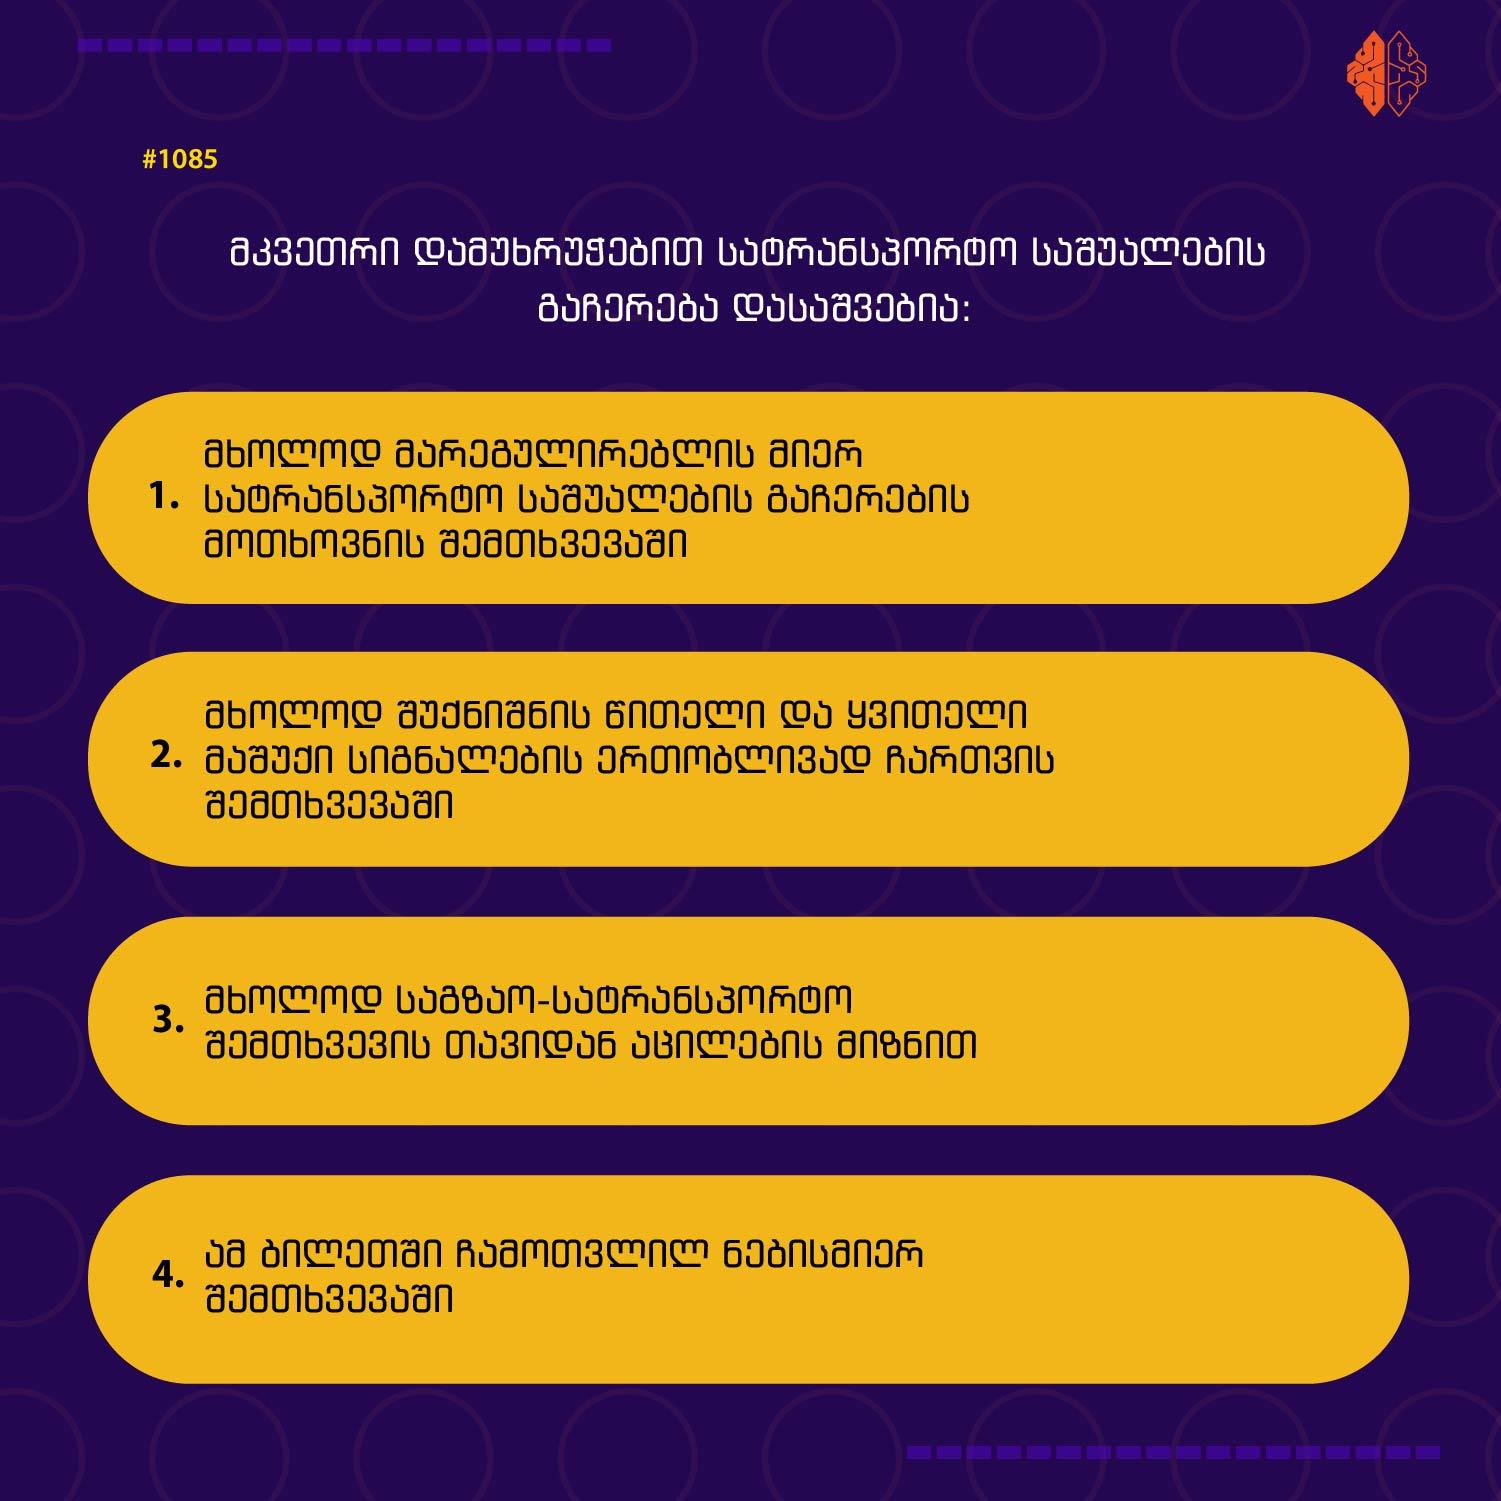 #1085
მკვეთრი დამუხრუჭებით სატრანსპორტო საშუალების
გაჩერება დასაშვებია:
მხოლოდ მარეგულირებლის მიერ
1. სატრანსპორტო საშუალების გაჩერების
მოთხოვნის შემთხვევაში
მხოლოდ შუქნიშნის წითელი და ყვითელი
2. მაშუქი სიგნალების ერთობლივად ჩართვის
შემთხვევაში
3. მხოლოდ საგზაო-სატრანსპორტო
შემთხვევის თავიდან აცილების მიზნით
4. ამ ბილეთში ჩამოთვლილ ნებისმიერ
შემთხვევაში